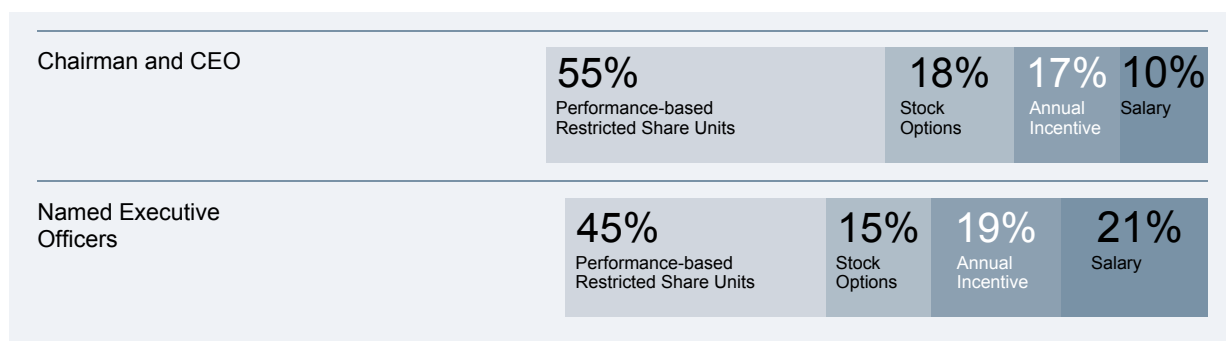 Chairman and CEO
55% 18% 17% 10%
Performance-based Stock Annual Salary
Restricted Share Units Options Incentive
Named Executive
Officers
45% 15% 19% 21%
Performance-based Stock Annual Salary
Restricted Share Units Options Incentive